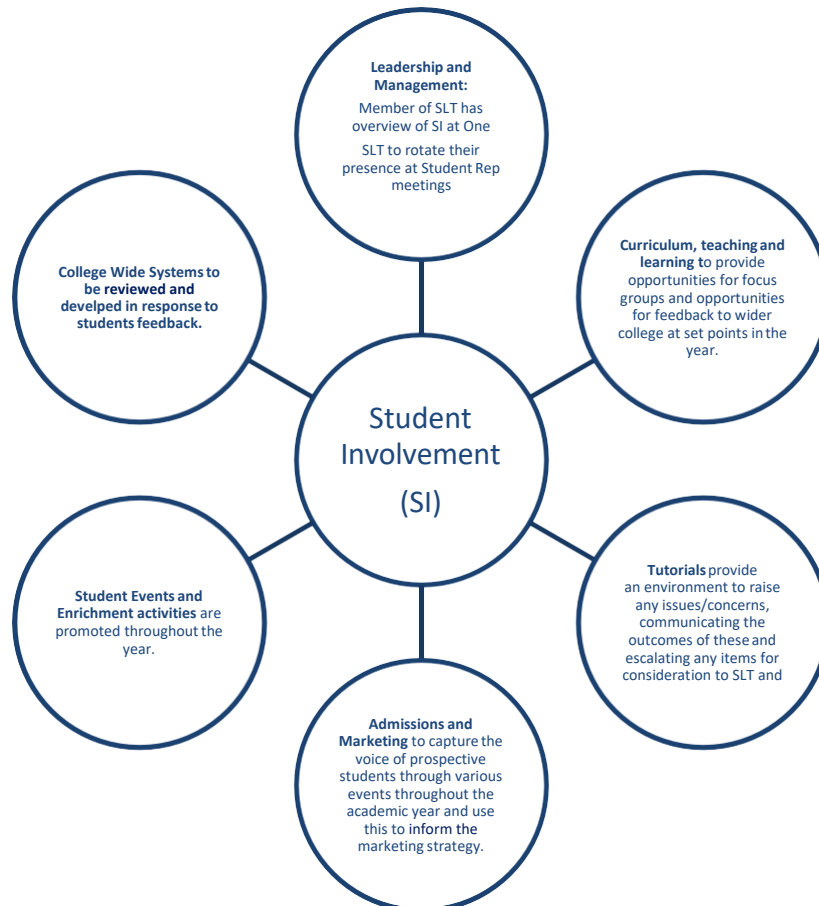 Leadership and
Management:
Member of SLT has
overview of SI at One
SLT to rotate their
presence at Student Rep
meetings
College Wide Systems to
be reviewed and
develped in response to
students feedback.
Curriculum, teaching and
learning to provide
opportunities for focus
groups and opportunities
for feedback to wider
college at set points in the
year.
Student
Involvement
(SI)
Student Events and
Enrichment activities are
promoted throughout the
year.
Tutorials provide
an environment to raise
any issues/concerns,
communicating the
outcomes of these and
escalating any items for
consideration to SLT and
Admissions and
Marketing to capture the
voice of prospective
students through various
events throughout the
academic year and use
this to inform the
marketing strategy.